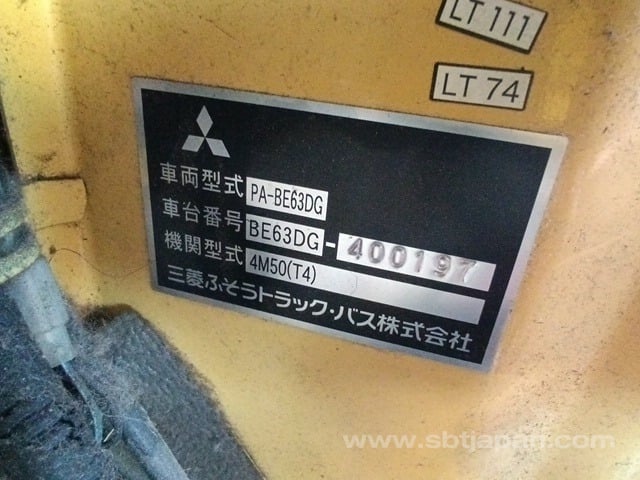 LT 111
LT 74
車両型式 PA-BE63DG
車台番号 BE63DG-400197
機関型式 4M50(T4)
三菱ふそうトラック・バス株式会社
www.sbtjapan.com